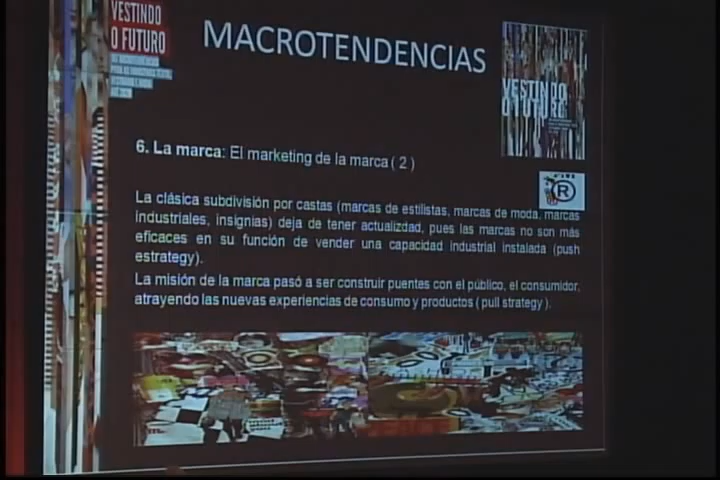 VESTINDO
O FUTURO
MACROTENDENCIAS
VESTINDO
O FUTURO
6. La marca: El marketing de la marca ( 2 )
R
La clásica subdivisión por castas (marcas de estilistas, marcas de moda, marcas
industriales, insignias) deja de tener actualizdad, pues las marcas no son más
eficaces en su función de vender una capacidad industrial instalada (push
estrategy).
La misión de la marca pasó a ser construir puentes con el público, el consumidor,
atrayendo las nuevas experiencias de consumo y productos ( pull strategy ).